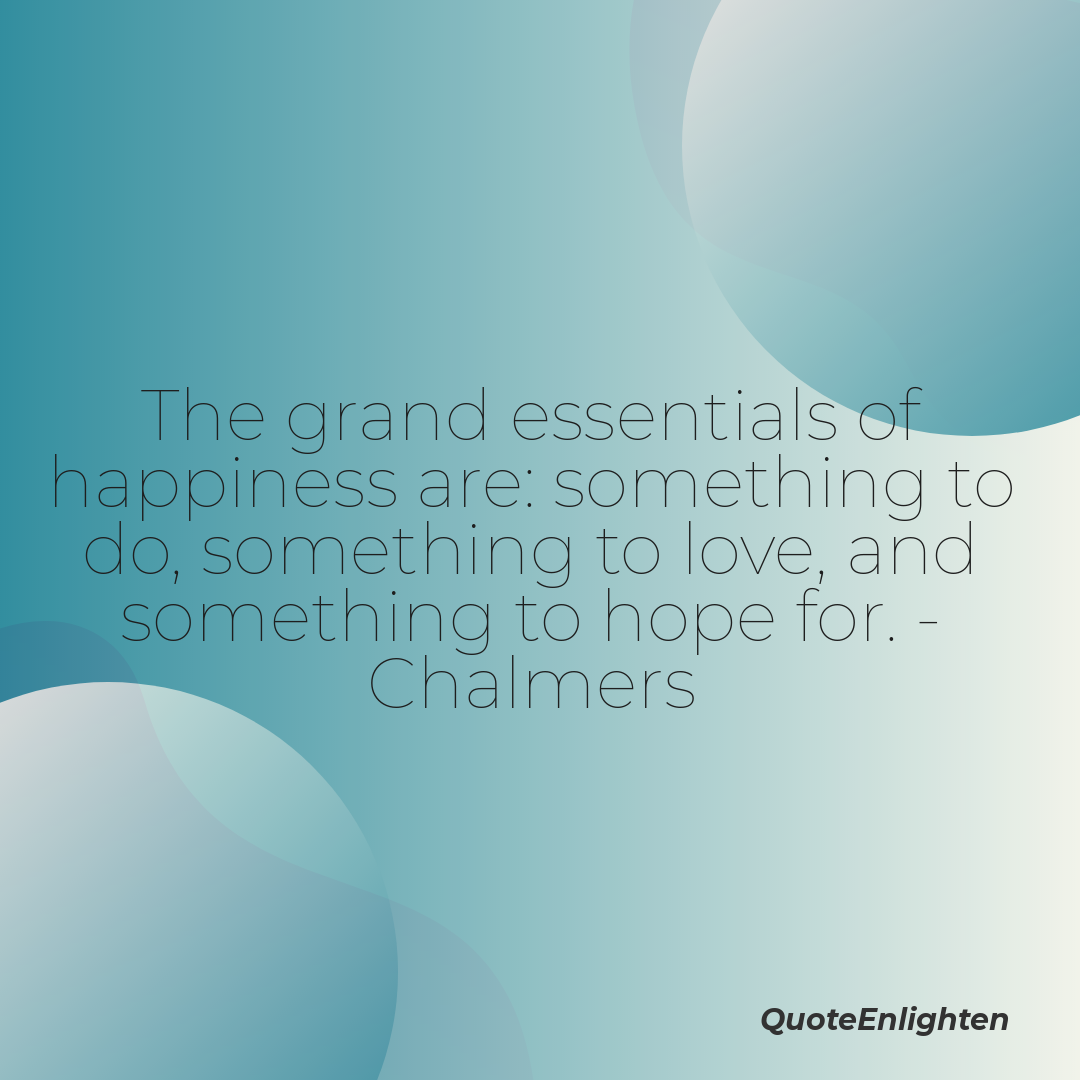 The grand essentials of
happiness are: something to
do, something to love, and
something to hope for. -
Chalmers
QuoteEnlighten